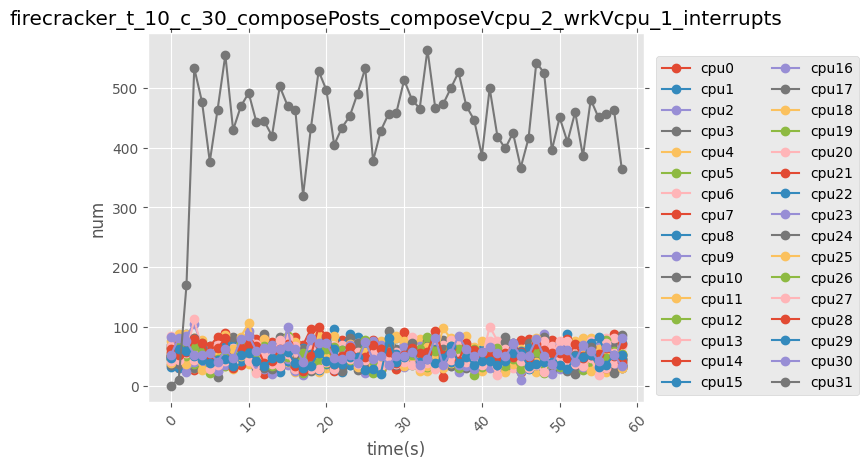 firecracker_t_10_c_30_composePosts_composeVcpu_2_wrkVcpu_1_interrupts
500
400
300
200
100
0
num
0
10
20
30
40
50
60
time(s)
cpu0
cpu1
cpu2
cpu3
cpu4
cpu5
cpu6
cpu7
cpu8
cpu9
cpu10
cpu11
cpu12
cpu13
cpu14
cpu15
cpu16
cpu17
cpu18
cpu19
cpu20
cpu21
cpu22
cpu23
cpu24
cpu25
cpu26
cpu27
cpu28
cpu29
cpu30
cpu31